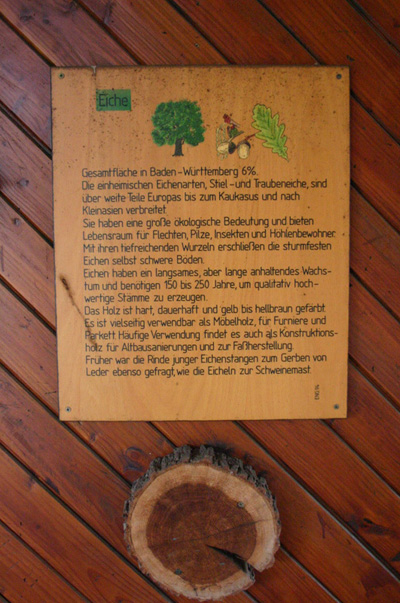 Eiche
Gesamtfläche in Baden-Württemberg 6%.
Die einheimischen Eichenarten, Stiel-und Traubeneiche, sind
über weite Teile Europas bis zum Kaukasus und nach
Kleinasien verbreitet.
Sie haben eine große ökologische Bedeutung und bieten
Lebensraum für Flechten, Pilze, Insekten und Höhlenbewohner.
Mit ihren tiefreichenden Wurzeln erschließen die sturmfesten
Eichen selbst schwere Böden.
Eichen haben ein langsames, aber lange anhaltendes Wachs-
tum und benötigen 150 bis 250 Jahre, um qualitativ hoch-
wertige Stämme zu erzeugen.
Das Holz ist hart, dauerhaft und gelb bis hellbraun gefärbt.
Es ist vielseitig verwendbar als Möbelholz, für Furniere und
Parkett. Häufige Verwendung findet es auch als Konstruktions-
holz für Altbausanierungen und zur Faßherstellung.
Früher war die Rinde junger Eichenstangen zum Gerben von
Leder ebenso gefragt, wie die Eicheln zur Schweinemast.